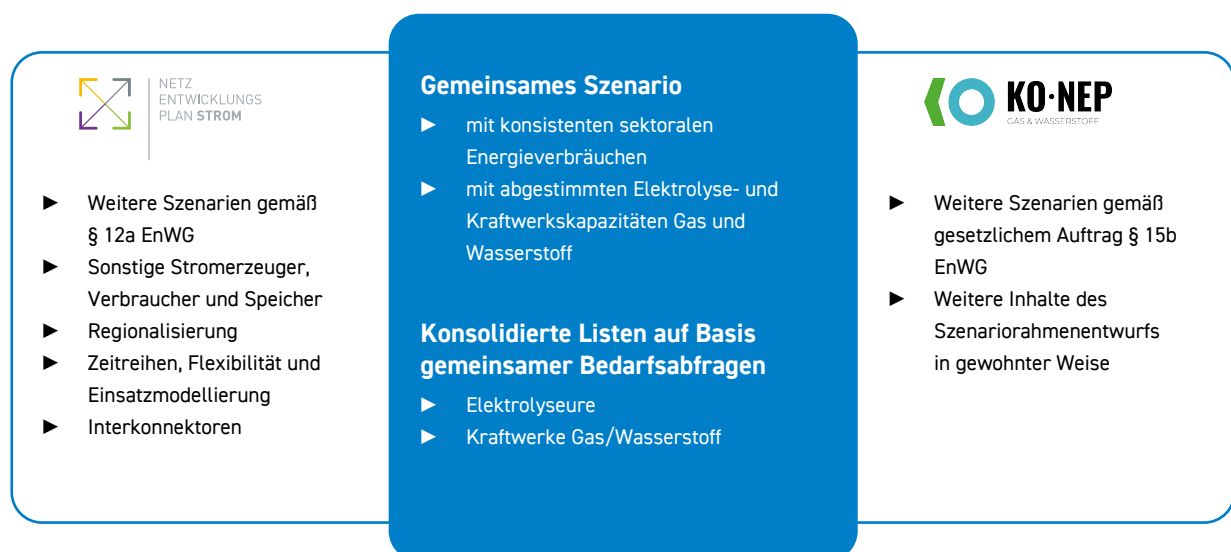 NETZ
ENTWICKLUNGS
PLAN STROM
► Weitere Szenarien gemäß
§ 12a EnWG
► Sonstige Stromerzeuger,
Verbraucher und Speicher
► Regionalisierung
► Zeitreihen, Flexibilität und
Einsatzmodellierung
► Interkonnektoren
Gemeinsames Szenario
► mit konsistenten sektoralen
Energieverbräuchen
► mit abgestimmten Elektrolyse- und
Kraftwerkskapazitäten Gas und
Wasserstoff
Konsolidierte Listen auf Basis
gemeinsamer Bedarfsabfragen
► Elektrolyseure
► Kraftwerke Gas/Wasserstoff
KO·NEP
GAS & WASSERSTOFF
► Weitere Szenarien gemäß
gesetzlichem Auftrag § 15b
EnWG
► Weitere Inhalte des
Szenariorahmenentwurfs
in gewohnter Weise